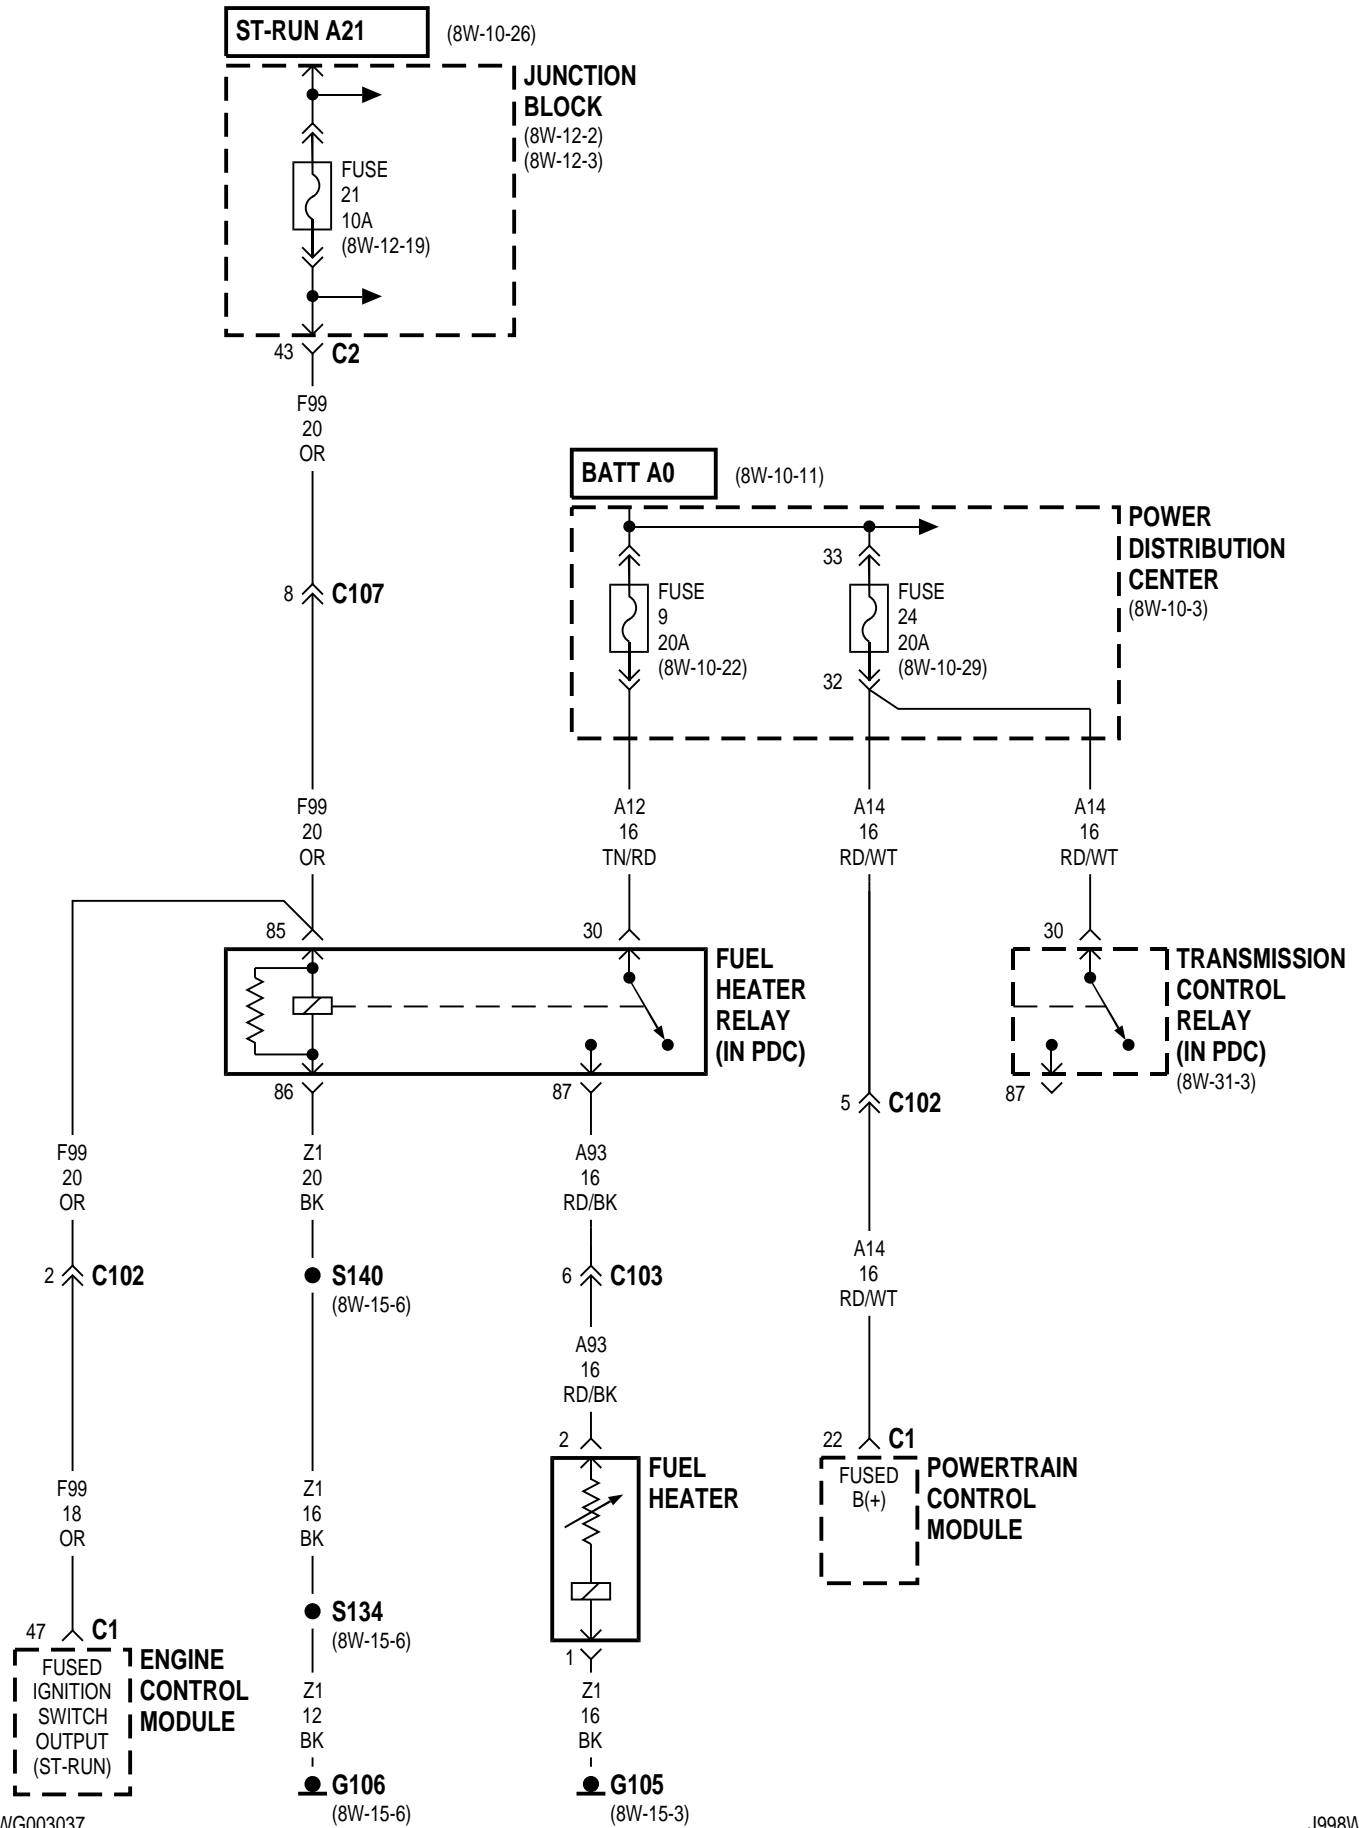 ST-RUN A21
(8W-10-26)
JUNCTION
BLOCK
(8W-12-2)
(8W-12-3)
FUSE
21
10A
(8W-12-19)
43
C2
F99
20
OR
BATT A0
(8W-10-11)
POWER
DISTRIBUTION
CENTER
(8W-10-3)
33
FUSE
9
20A
(8W-10-22)
FUSE
24
20A
(8W-10-29)
32
8
C107
F99
20
OR
A12
16
TN/RD
A14
16
RD/WT
A14
16
RD/WT
85
30
30
FUEL
HEATER
RELAY
(IN PDC)
TRANSMISSION
CONTROL
RELAY
(IN PDC)
(8W-31-3)
86
87
87
5
C102
F99
20
OR
Z1
20
BK
A93
16
RD/BK
2
C102
S140
(8W-15-6)
6
C103
A14
16
RD/WT
A93
16
RD/BK
2
22
C1
FUEL
HEATER
FUSED
B(+)
POWERTRAIN
CONTROL
MODULE
F99
18
OR
Z1
16
BK
S134
(8W-15-6)
47
C1
FUSED
IGNITION
SWITCH
OUTPUT
(ST-RUN)
ENGINE
CONTROL
MODULE
1
Z1
12
BK
Z1
16
BK
G106
(8W-15-6)
G105
(8W-15-3)
WG003037
J998W